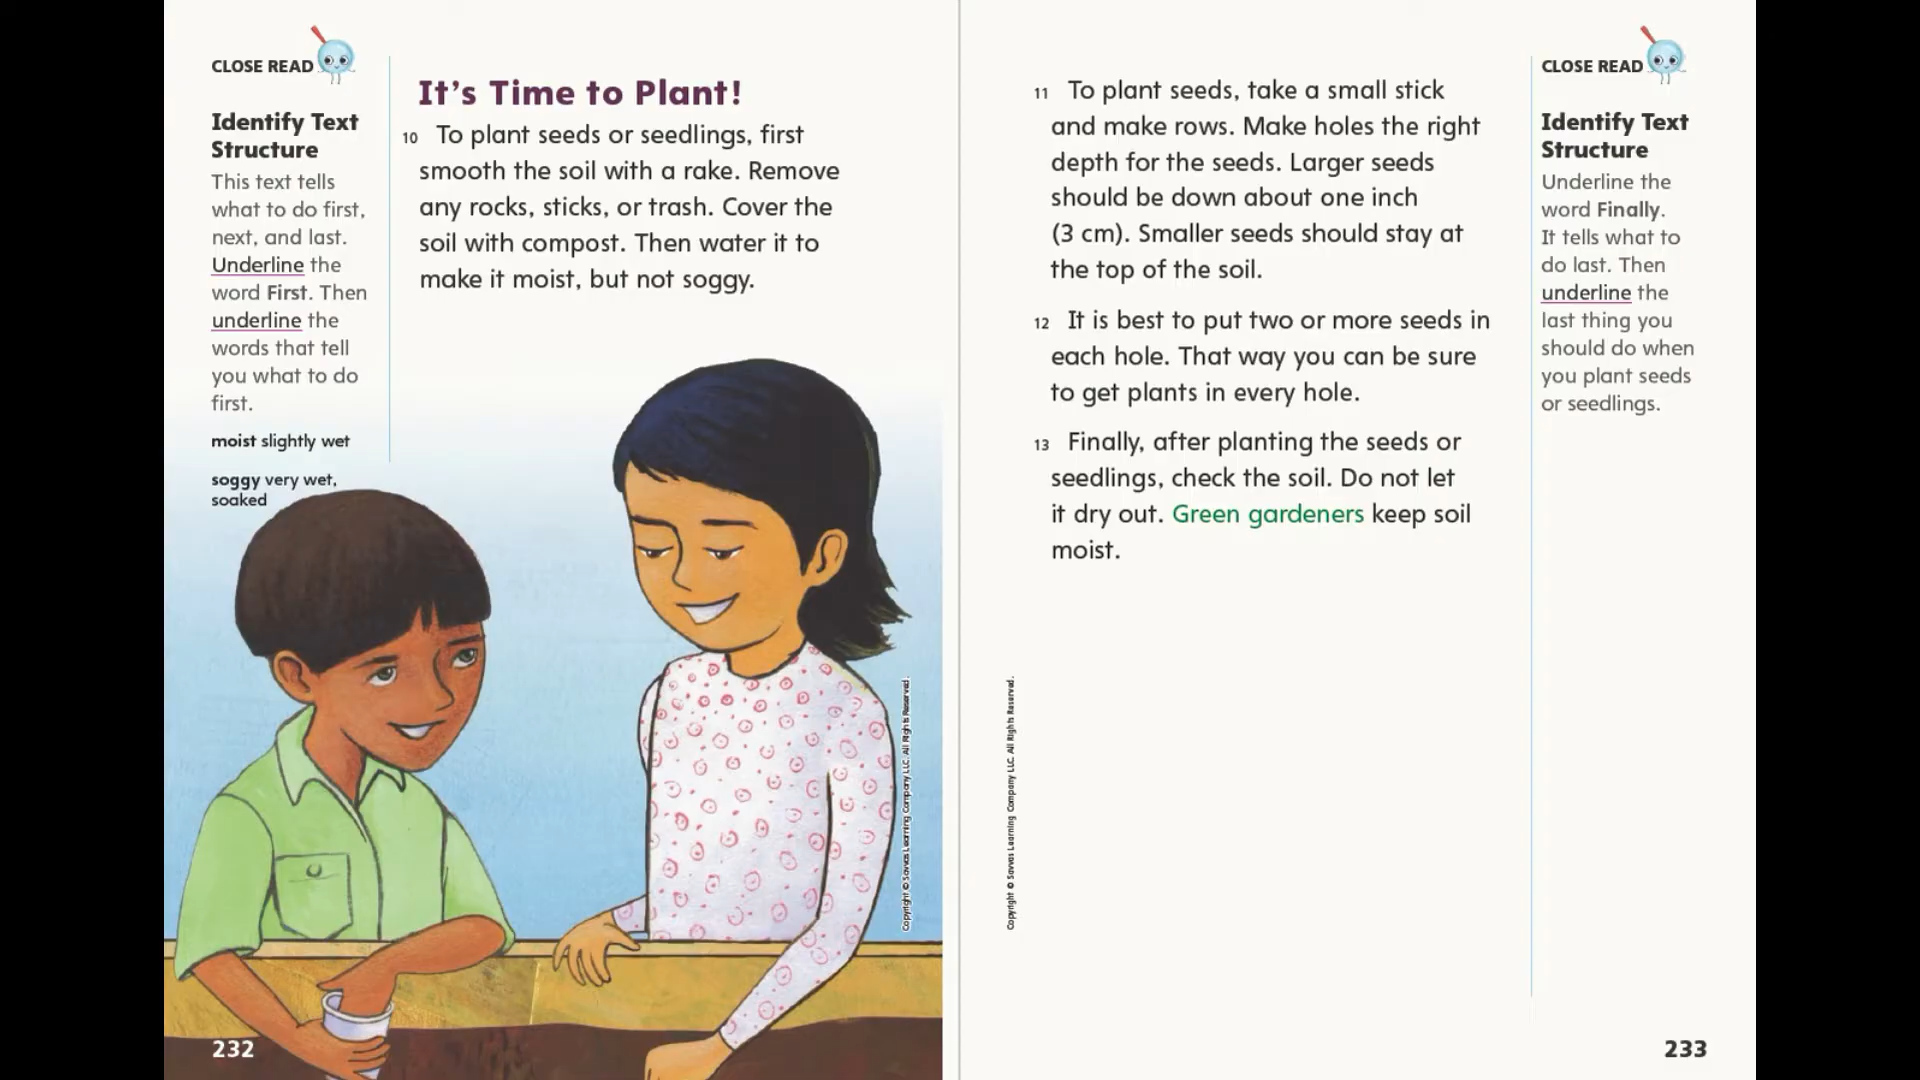 CLOSE READ
Identify Text
Structure
This text tells
what to do first,
next, and last.
Underline the
word First. Then
underline the
words that tell
you what to do
first.
moist slightly wet
soggy very wet,
soaked
It’s Time to Plant!
10 To plant seeds or seedlings, first
smooth the soil with a rake. Remove
any rocks, sticks, or trash. Cover the
soil with compost. Then water it to
make it moist, but not soggy.
Copyright © Savvas Learning Company LLC. All Rights Reserved.
232
11 To plant seeds, take a small stick
and make rows. Make holes the right
depth for the seeds. Larger seeds
should be down about one inch
(3 cm). Smaller seeds should stay at
the top of the soil.
12 It is best to put two or more seeds in
each hole. That way you can be sure
to get plants in every hole.
13 Finally, after planting the seeds or
seedlings, check the soil. Do not let
it dry out. Green gardeners keep soil
moist.
Copyright © Savvas Learning Company LLC. All Rights Reserved.
CLOSE READ
Identify Text
Structure
Underline the
word Finally.
It tells what to
do last. Then
underline the
last thing you
should do when
you plant seeds
or seedlings.
233